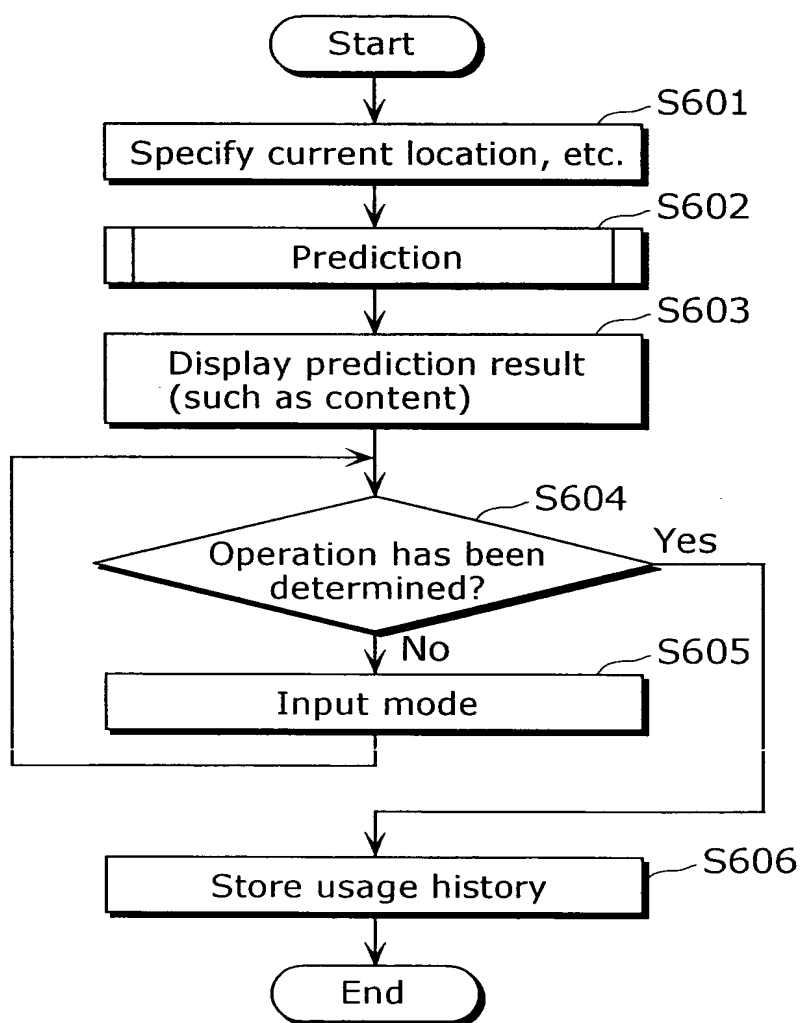 Start
S601
Specify current location, etc.
S602
Prediction
S603
Display prediction result
(such as content)
S604
Operation has been
determined?
Yes
No
S605
Input mode
S606
Store usage history
End